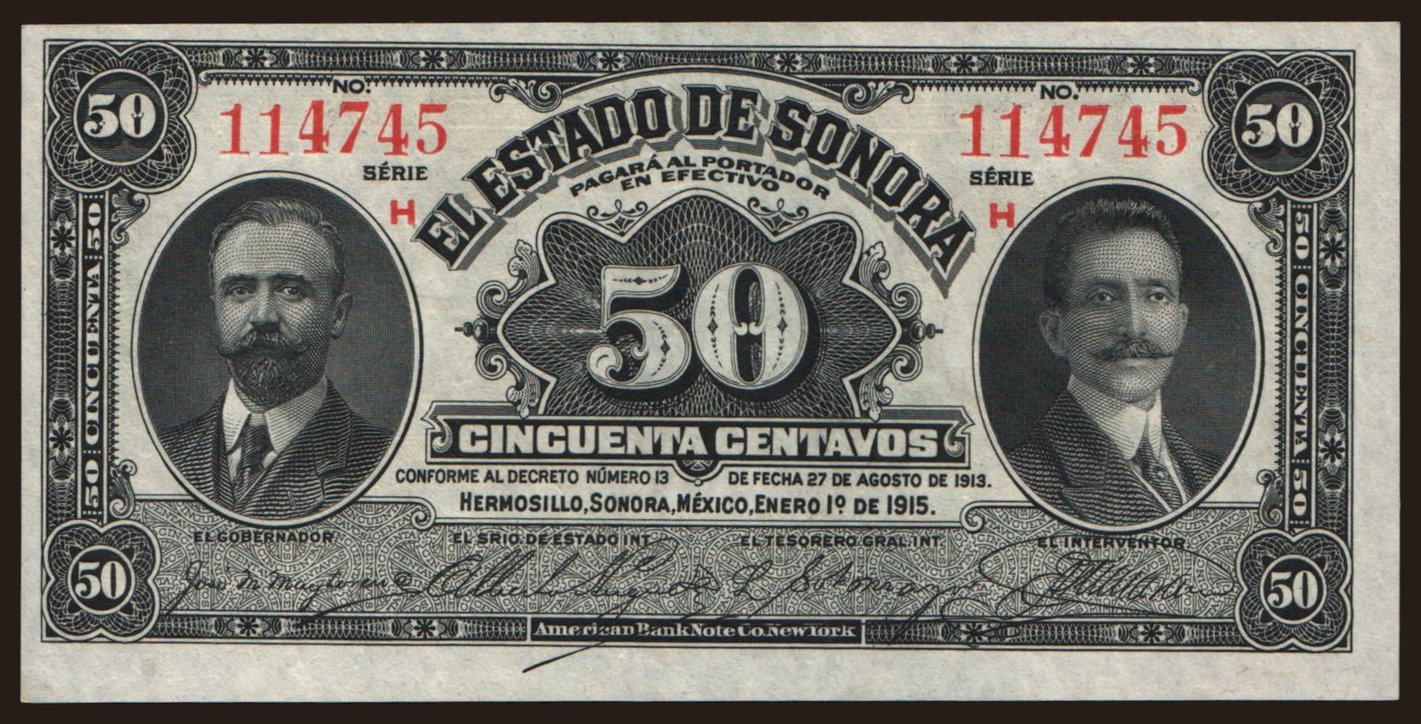 50
50
NO.
NO.
114745
114745
SÉRIE
SÉRIE
H
H
EL ESTADO DE SONORA
PAGARÁ AL PORTADOR
EN EFECTIVO
50
50 CINCUENTA 50
50 CINCUENTA 50
CINCUENTA CENTAVOS
CONFORME AL DECRETO NÚMERO 13 DE FECHA 27 DE AGOSTO DE 1913.
HERMOSILLO, SONORA, MÉXICO, ENERO 1º DE 1915.
EL GOBERNADOR
EL SRIO. DE ESTADO INT.
EL TESORERO GRAL. INT.
EL INTERVENTOR
50
50
American Bank Note Co. New York